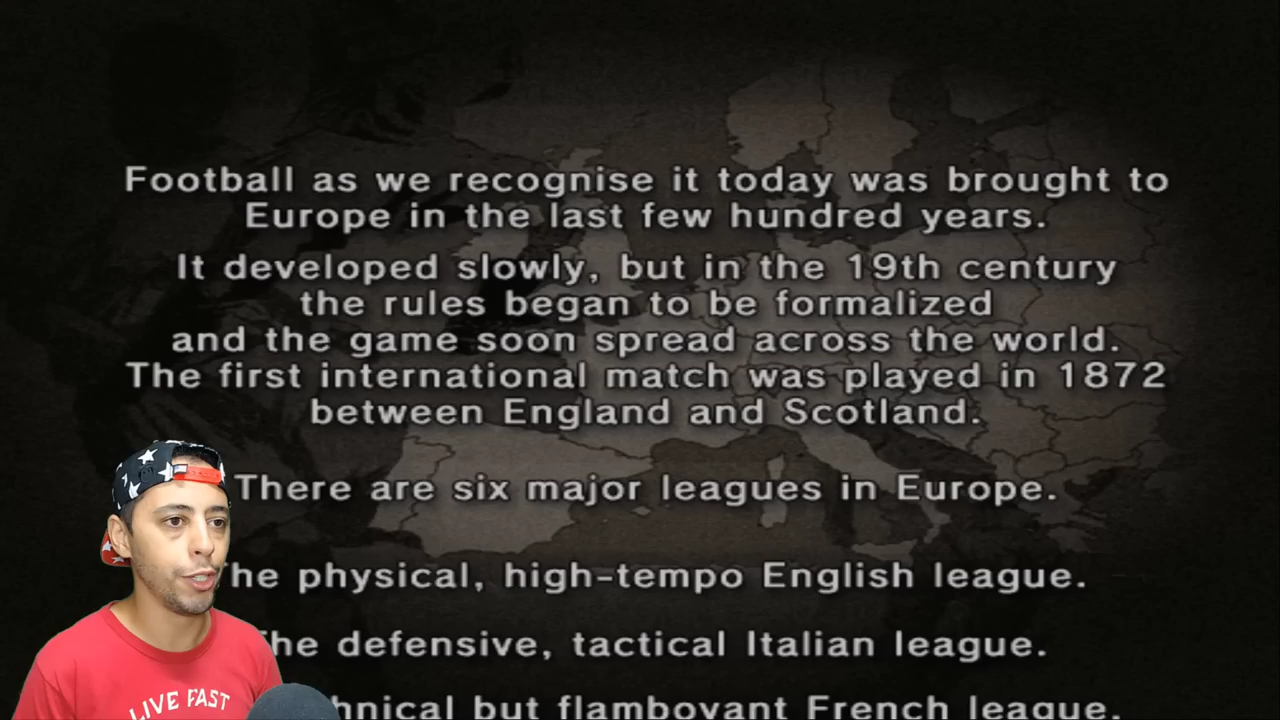 Football as we recognise it today was brought to
Europe in the last few hundred years.
It developed slowly, but in the 19th century
the rules began to be formalized
and the game soon spread across the world.
The first international match was played in 1872
between England and Scotland.
There are six major leagues in Europe.
The physical, high-tempo English league.
The defensive, tactical Italian league.
but flamboyant French league.
LIVE FAST